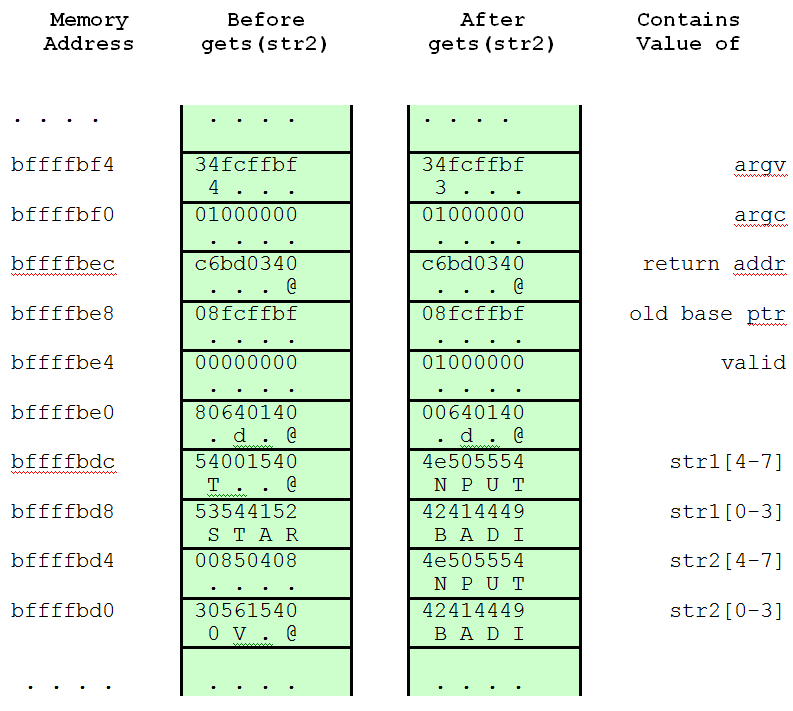 Memory Address Before gets(str2) After gets(str2) Contains Value of
. . . . . . . . . . . .
bffffbf4 34fcffbf 34fcffbf argv
4 . . . 3 . . .
bffffbf0 01000000 01000000 argc
. . . . . . . .
bffffbec c6bd0340 c6bd0340 return addr
. . . @ . . . @
bffffbe8 08fcffbf 08fcffbf old base ptr
. . . . . . . .
bffffbe4 00000000 01000000 valid
. . . . . . . .
bffffbe0 80640140 00640140
. d . @ . d . @
bffffbdc 54001540 4e505554 str1[4-7]
T . . @ N P U T
bffffbd8 53544152 42414449 str1[0-3]
S T A R B A D I
bffffbd4 00850408 4e505554 str2[4-7]
. . . . N P U T
bffffbd0 30561540 42414449 str2[0-3]
0 V . @ B A D I
. . . . . . . . . . . .